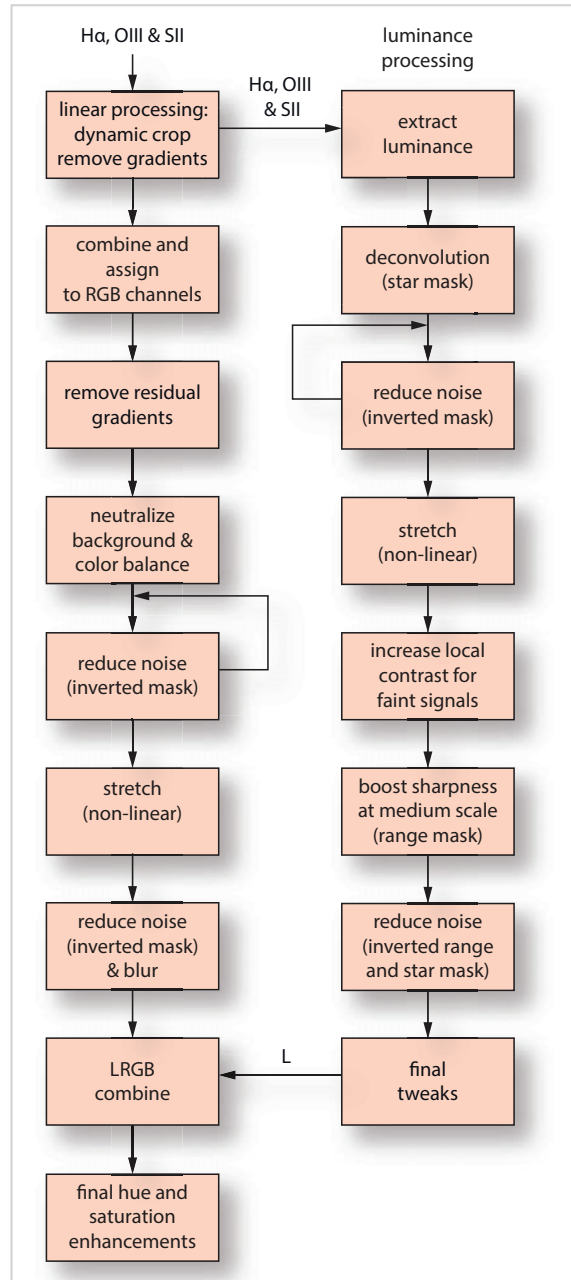 Hα, OIII & SII
linear processing:
dynamic crop
remove gradients
combine and
assign
to RGB channels
remove residual
gradients
neutralize
background &
color balance
reduce noise
(inverted mask)
stretch
(non-linear)
reduce noise
(inverted mask)
& blur
LRGB
combine
final hue and
saturation
enhancements
Hα, OIII
& SII
luminance
processing
extract
luminance
deconvolution
(star mask)
reduce noise
(inverted mask)
stretch
(non-linear)
increase local
contrast for
faint signals
boost sharpness
at medium scale
(range mask)
reduce noise
(inverted range
and star mask)
final
tweaks
L